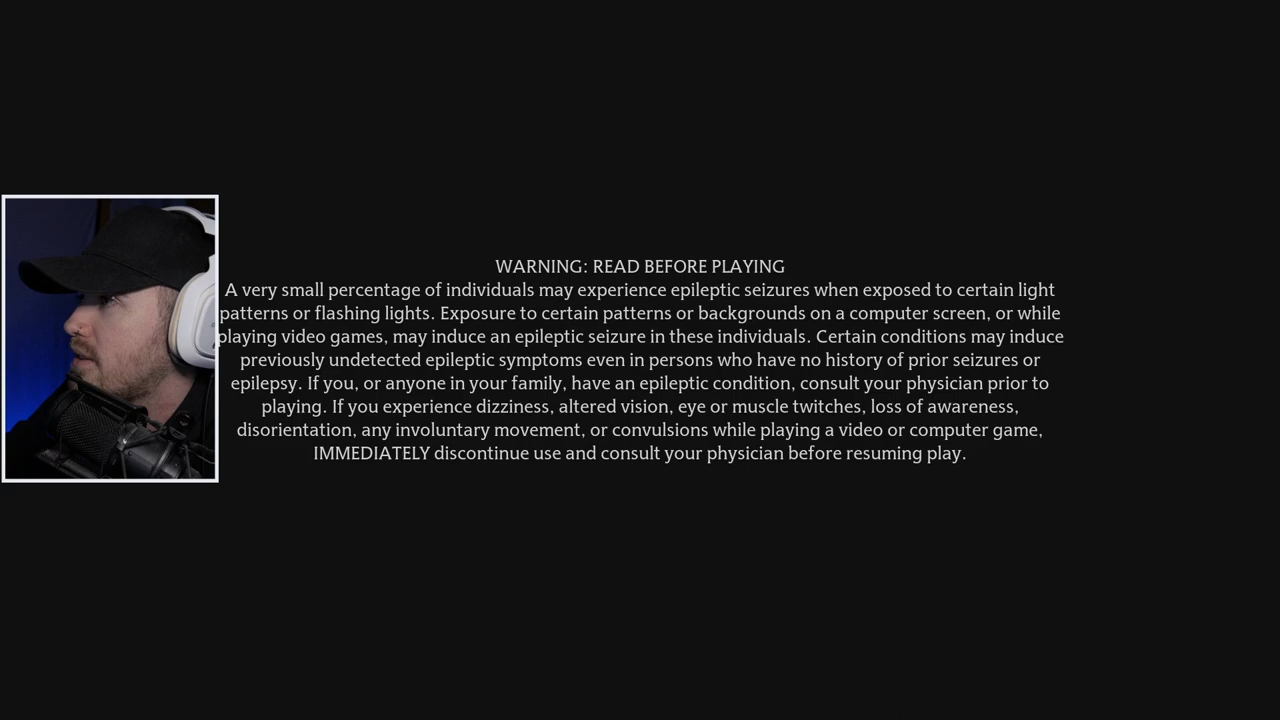 WARNING: READ BEFORE PLAYING
A very small percentage of individuals may experience epileptic seizures when exposed to certain light
patterns or flashing lights. Exposure to certain patterns or backgrounds on a computer screen, or while
playing video games, may induce an epileptic seizure in these individuals. Certain conditions may induce
previously undetected epileptic symptoms even in persons who have no history of prior seizures or
epilepsy. If you, or anyone in your family, have an epileptic condition, consult your physician prior to
playing. If you experience dizziness, altered vision, eye or muscle twitches, loss of awareness,
disorientation, any involuntary movement, or convulsions while playing a video or computer game,
IMMEDIATELY discontinue use and consult your physician before resuming play.